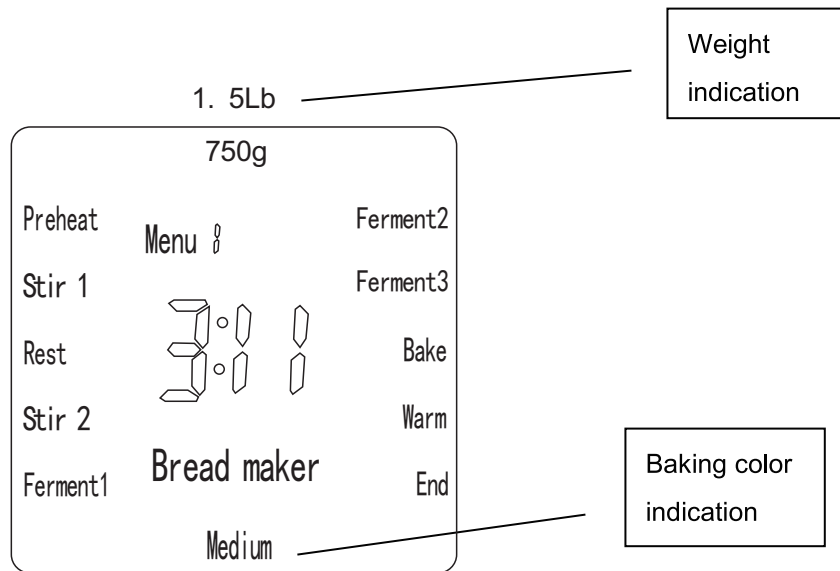 Weight
indication
1. 5Lb
750g
Preheat
Menu 1
Ferment2
Stir 1
Ferment3
3:11
Rest
Bake
Stir 2
Warm
Bread maker
Ferment1
End
Medium
Baking color
indication